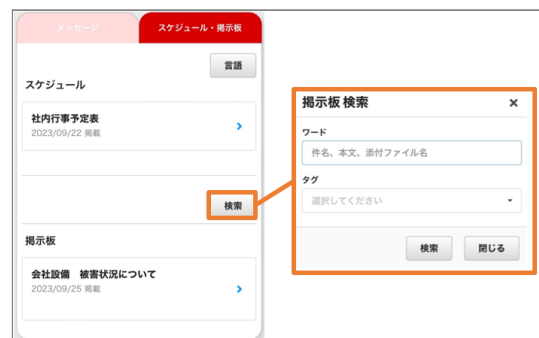 メッセージ
スケジュール・掲示板
言語
スケジュール
社内行事予定表
2023/09/22 掲載
検索
掲示板
会社設備　被害状況について
2023/09/25 掲載
掲示板 検索
×
ワード
件名、本文、添付ファイル名
タグ
選択してください
検索
閉じる